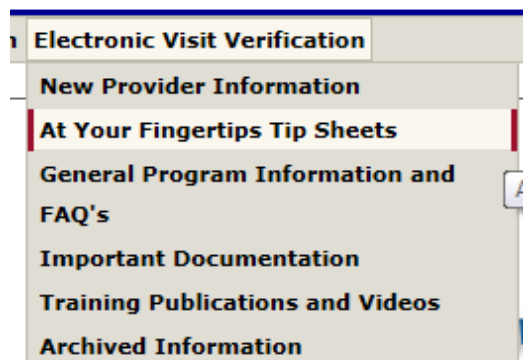 Electronic Visit Verification
New Provider Information
At Your Fingertips Tip Sheets
General Program Information and
FAQ's
Important Documentation
Training Publications and Videos
Archived Information